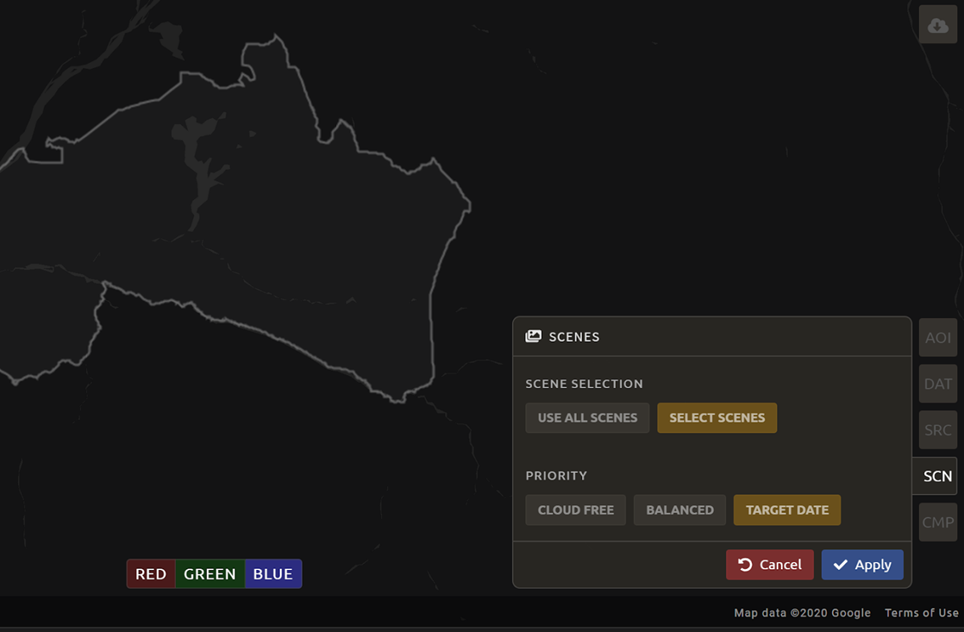 AOI
DAT
SRC
SCN
CMP
SCENES
SCENE SELECTION
USE ALL SCENES SELECT SCENES
PRIORITY
CLOUD FREE BALANCED TARGET DATE
Cancel Apply
RED GREEN BLUE
Map data ©2020 Google Terms of Use